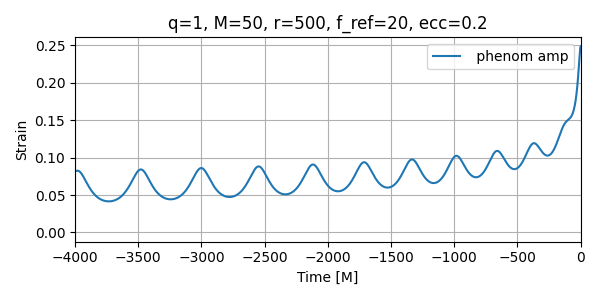 q=1, M=50, r=500, f_ref=20, ecc=0.2
phenom amp
Strain
0.25
0.20
0.15
0.10
0.05
0.00
−4000 −3500 −3000 −2500 −2000 −1500 −1000 −500 0
Time [M]